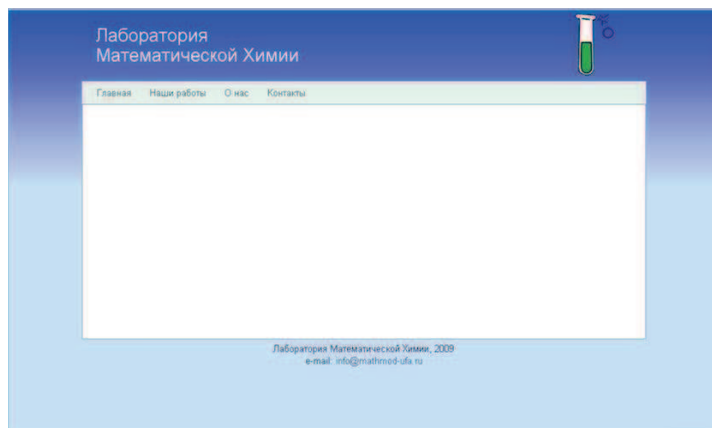 Лаборатория
Математической Химии
Главная Наши работы О нас Контакты
Лаборатория Математической Химии, 2009
e-mail: info@mathmod-ufa.ru